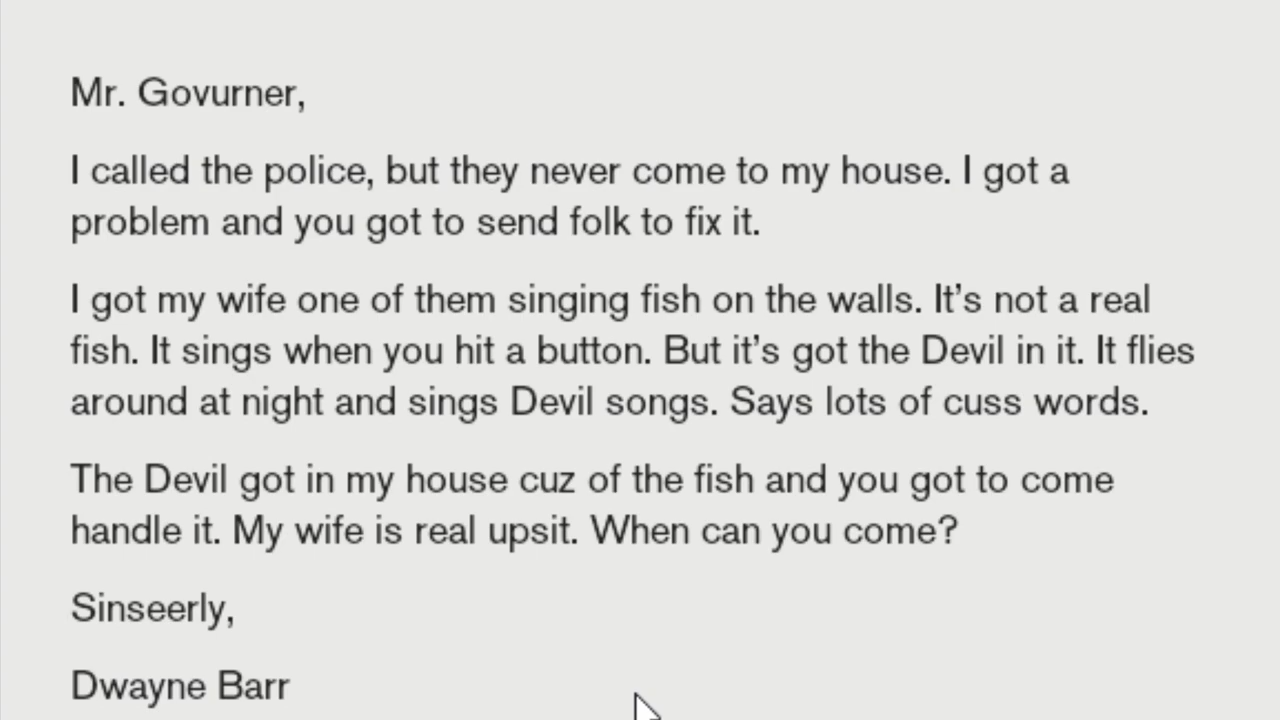 Mr. Govurner,
I called the police, but they never come to my house. I got a
problem and you got to send folk to fix it.
I got my wife one of them singing fish on the walls. It’s not a real
fish. It sings when you hit a button. But it’s got the Devil in it. It flies
around at night and sings Devil songs. Says lots of cuss words.
The Devil got in my house cuz of the fish and you got to come
handle it. My wife is real upsit. When can you come?
Sinseerly,
Dwayne Barr